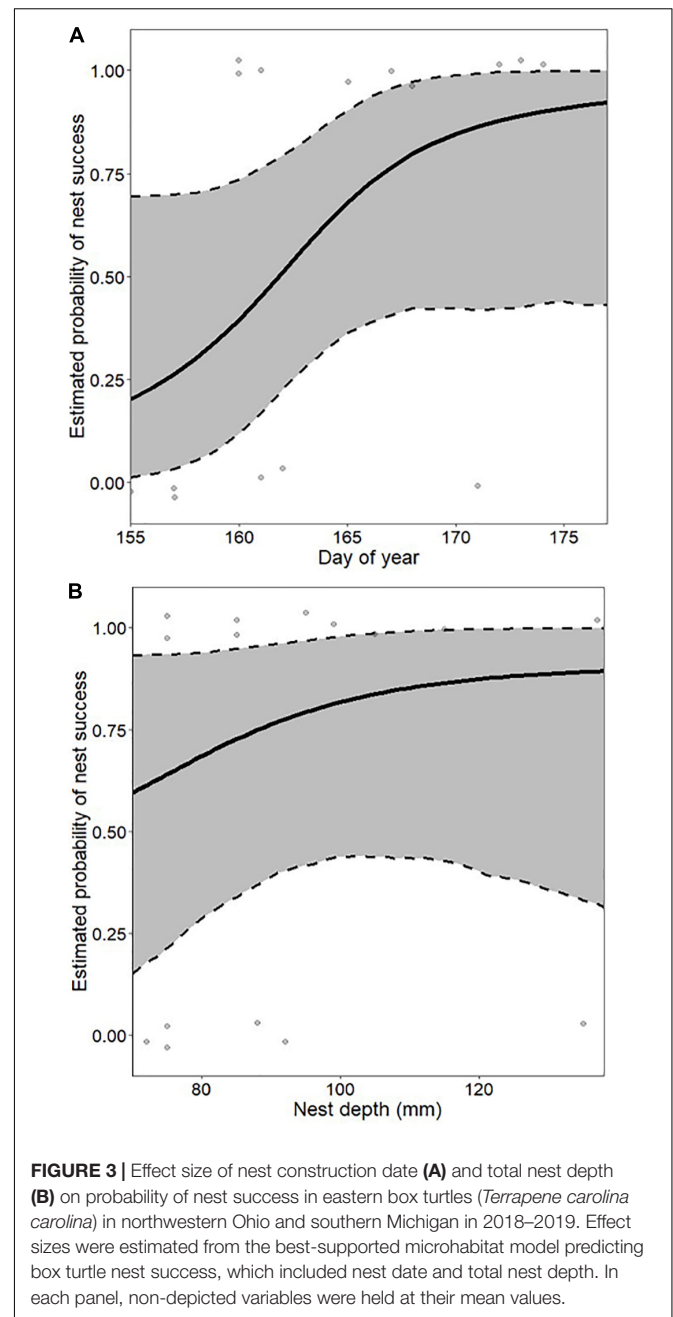 A
Estimated probability of nest success
1.00
0.75
0.50
0.25
0.00
155
160
165
170
175
Day of year
B
Estimated probability of nest success
1.00
0.75
0.50
0.25
0.00
80
100
120
Nest depth (mm)
FIGURE 3 | Effect size of nest construction date (A) and total nest depth
(B) on probability of nest success in eastern box turtles (Terrapene carolina
carolina) in northwestern Ohio and southern Michigan in 2018–2019. Effect
sizes were estimated from the best-supported microhabitat model predicting
box turtle nest success, which included nest date and total nest depth. In
each panel, non-depicted variables were held at their mean values.